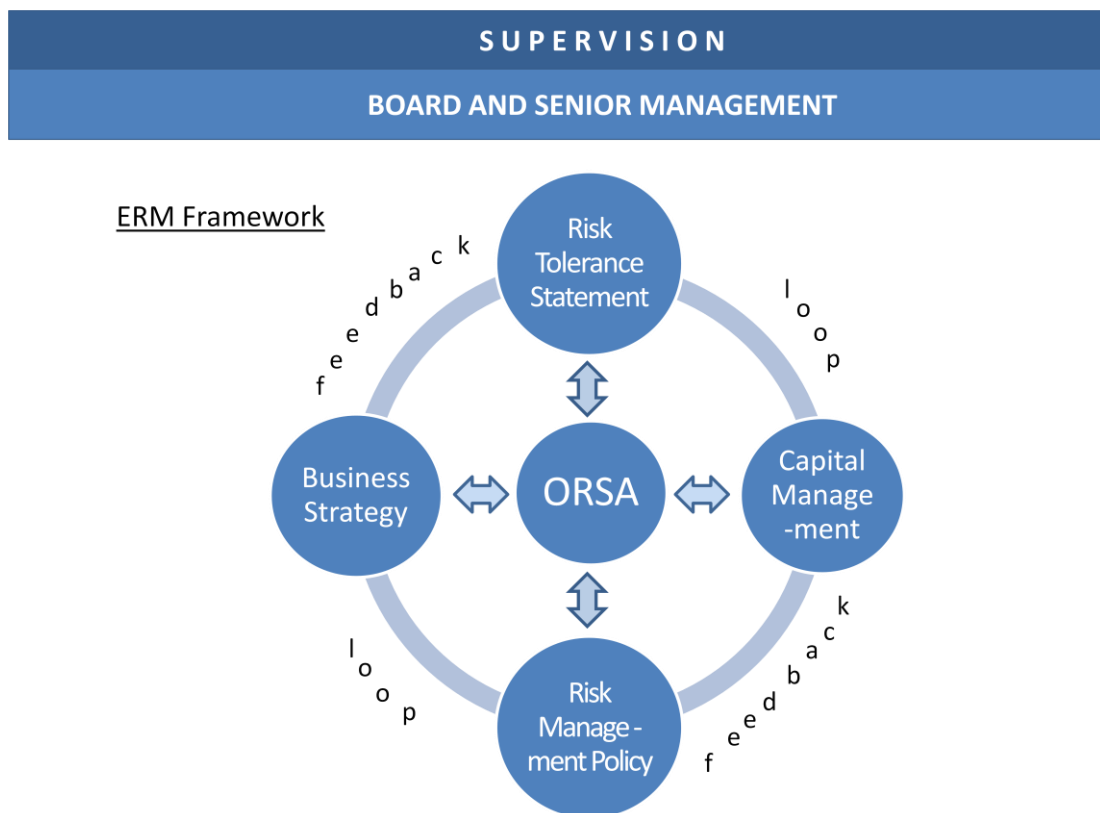 SUPERVISION
BOARD AND SENIOR MANAGEMENT
ERM Framework
feedback
loop
Risk
Tolerance
Statement
Business
Strategy
ORSA
Capital
Manage
-ment
loop
feedback
Risk
Manage -
ment Policy